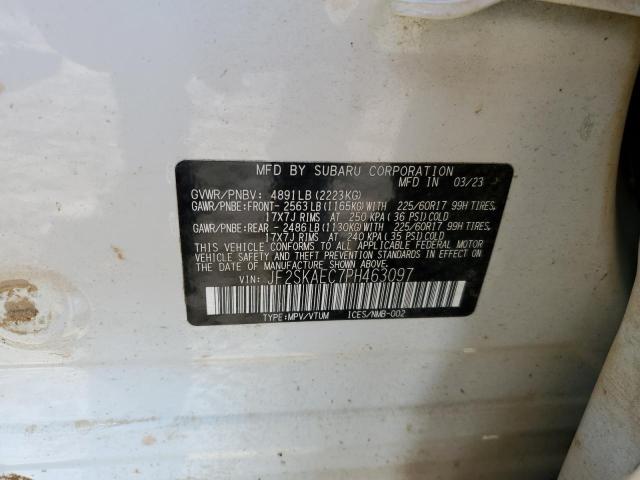 MFD BY SUBARU CORPORATION
MFD IN 03/23
GVWR/PNBV: 4891LB(2223KG)
GAWR/PNBE:FRONT- 2563LB(1165KG)WITH 225/60R17 99H TIRES,
17X7J RIMS AT 250 KPA(36 PSI)COLD
GAWR/PNBE:REAR - 2486LB(1130KG)WITH 225/60R17 99H TIRES,
17X7J RIMS AT 240 KPA(35 PSI)COLD
THIS VEHICLE CONFORMS TO ALL APPLICABLE FEDERAL MOTOR
VEHICLE SAFETY AND THEFT PREVENTION STANDARDS
IN EFFECT ON THE DATE OF MANUFACTURE SHOWN ABOVE.
VIN: JF2SKAEC7PH463097
TYPE:MPV/VTUM ICES/NMB-002